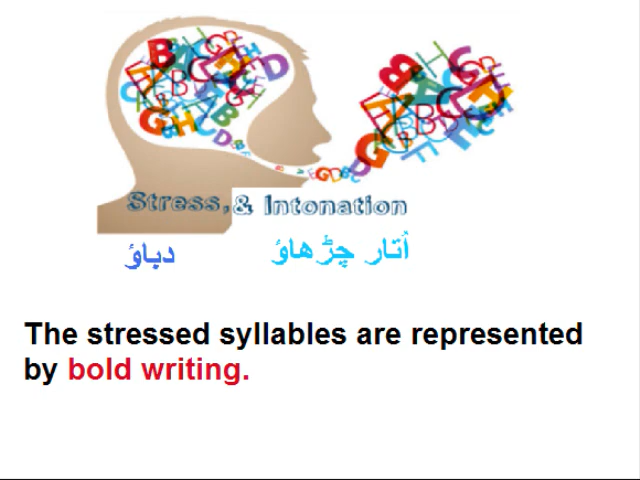 Stress, & Intonation
دباؤ
اُتار چڑھاؤ
The stressed syllables are represented
by bold writing.